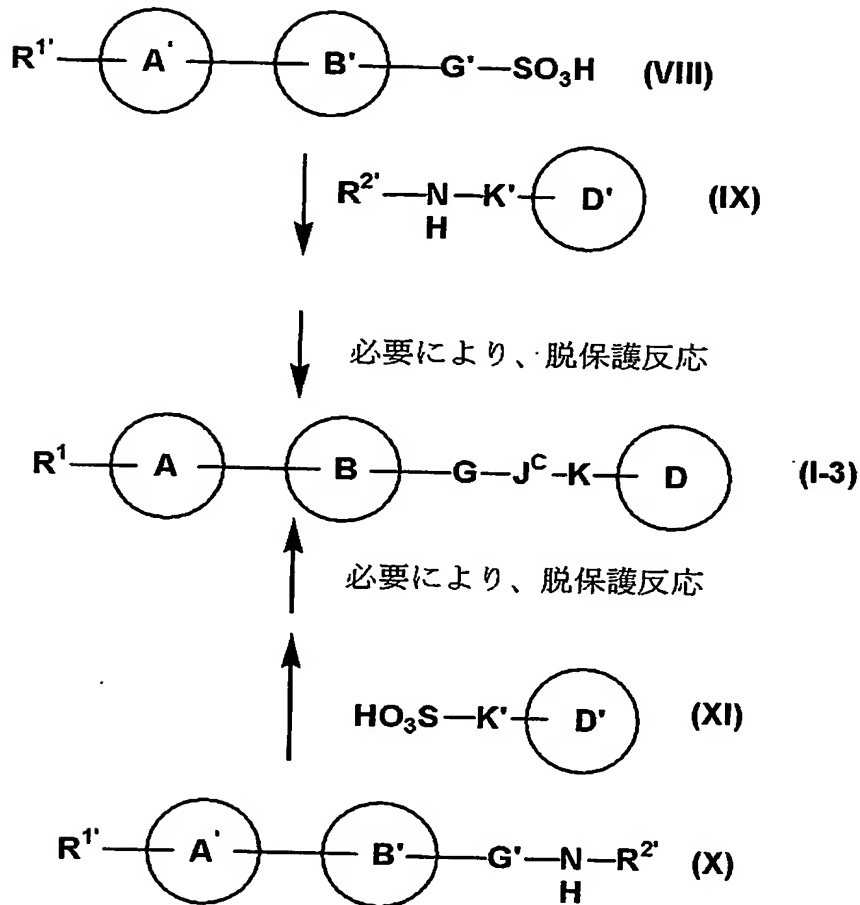 R1'—A'—B'—G'—SO3H (VIII)
R2'—N—K'—D' (IX)
H
必要により、脱保護反応
R1—A—B—G—JC—K—D (I-3)
必要により、脱保護反応
HO3S—K'—D' (XI)
R1'—A'—B'—G'—N—R2' (X)
H